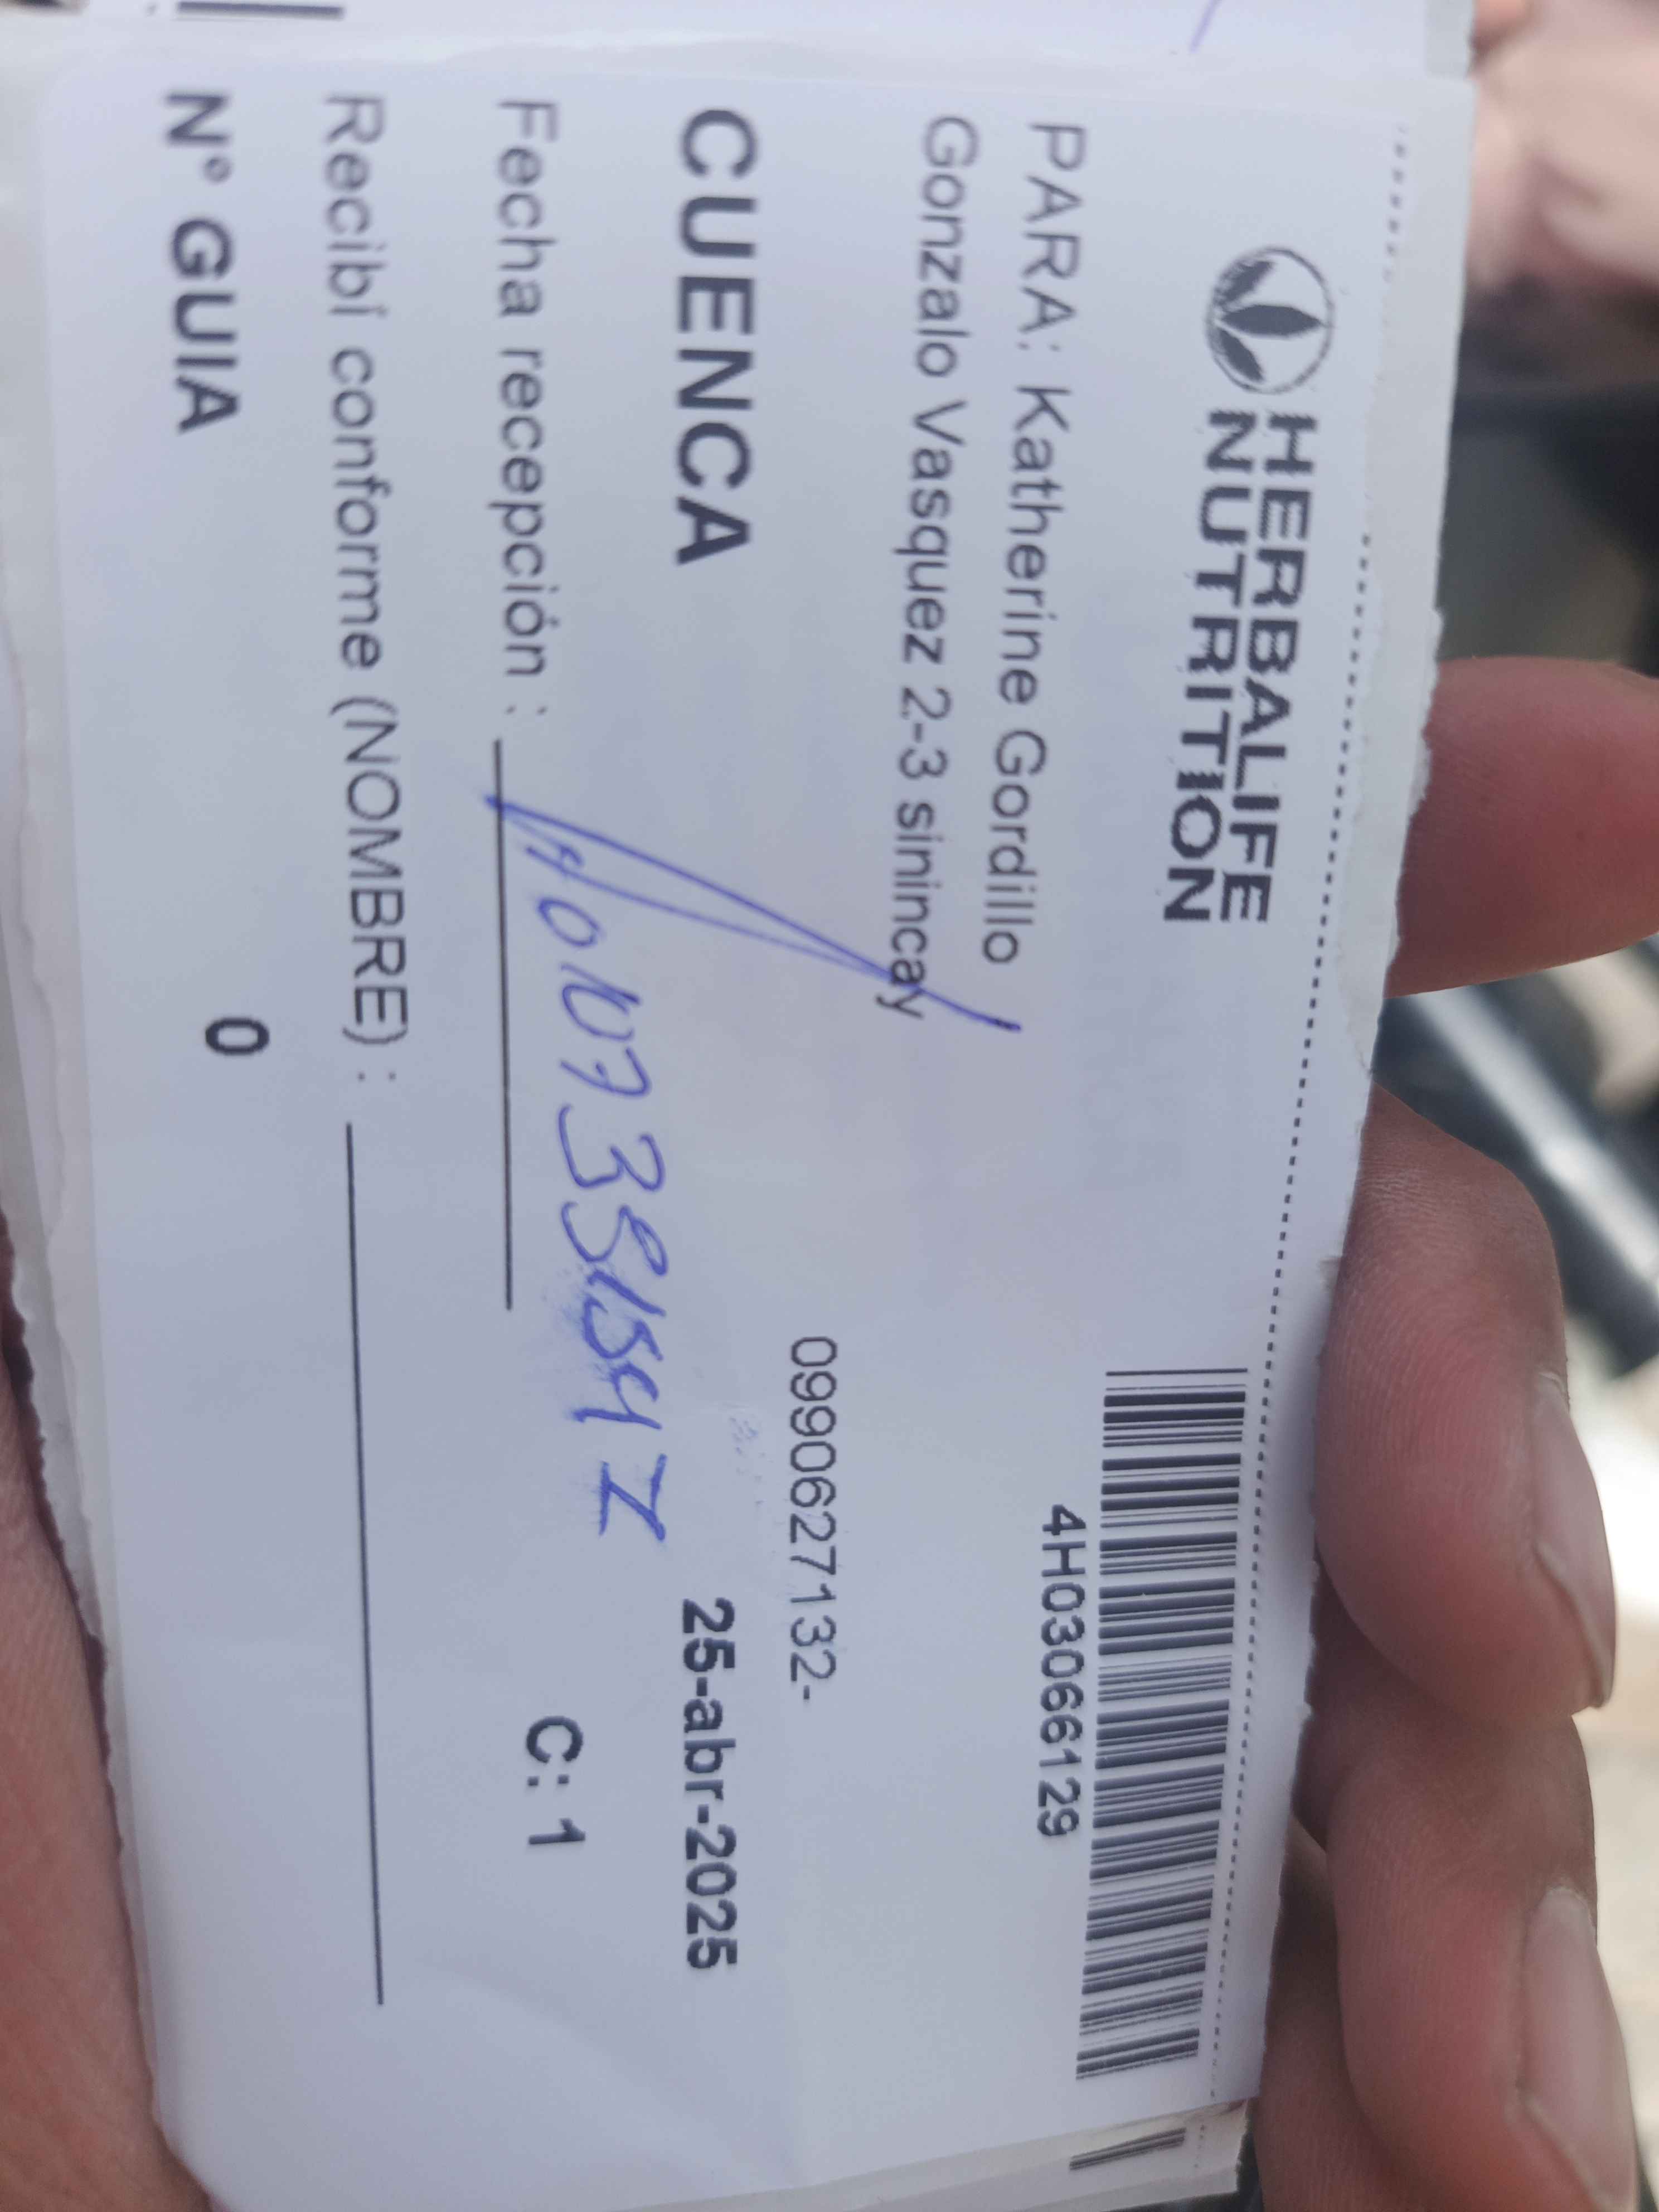 HERBALIFE
NUTRITION
4H03066129
PARA: Katherine Gordillo
Gonzalo Vasquez 2-3 sinincay
0990627132-
CUENCA
25-abr-2025
Fecha recepción :
C: 1
Recibí conforme (NOMBRE) :
N° GUIA 0